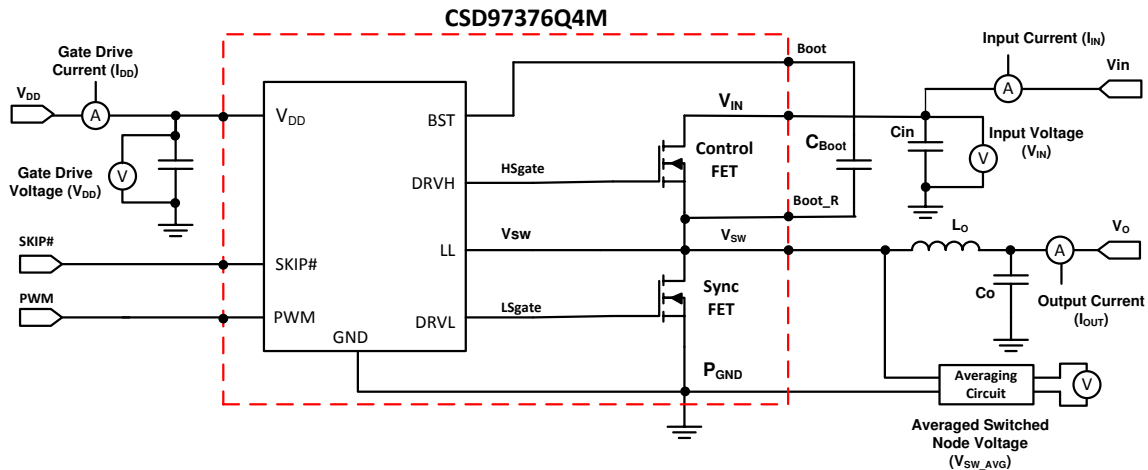 CSD97376Q4M
Gate Drive
Current (IDD)
VDD
A
V
Gate Drive
Voltage (VDD)
SKIP#
PWM
VDD
BST
DRVH
LL
DRVL
SKIP#
PWM
GND
HSgate
Vsw
LSgate
Control
FET
Sync
FET
Boot
VIN
CBoot
Boot_R
VSW
PGND
Input Current (IIN)
A
Vin
Cin
V
Input Voltage
(VIN)
LO
Co
A
VO
Output Current
(IOUT)
Averaging
Circuit
V
Averaged Switched
Node Voltage
(VSW_AVG)